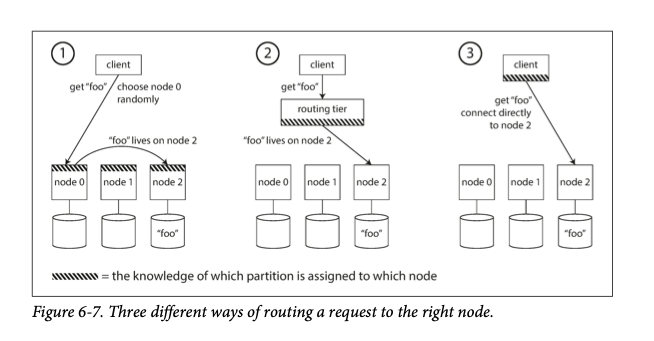 1
client
get "foo"
choose node 0
randomly
"foo" lives on node 2
node 0
node 1
node 2
"foo"
2
client
get "foo"
routing tier
"foo" lives on node 2
node 0
node 1
node 2
"foo"
3
client
get "foo"
connect directly
to node 2
node 0
node 1
node 2
"foo"
= the knowledge of which partition is assigned to which node
Figure 6-7. Three different ways of routing a request to the right node.